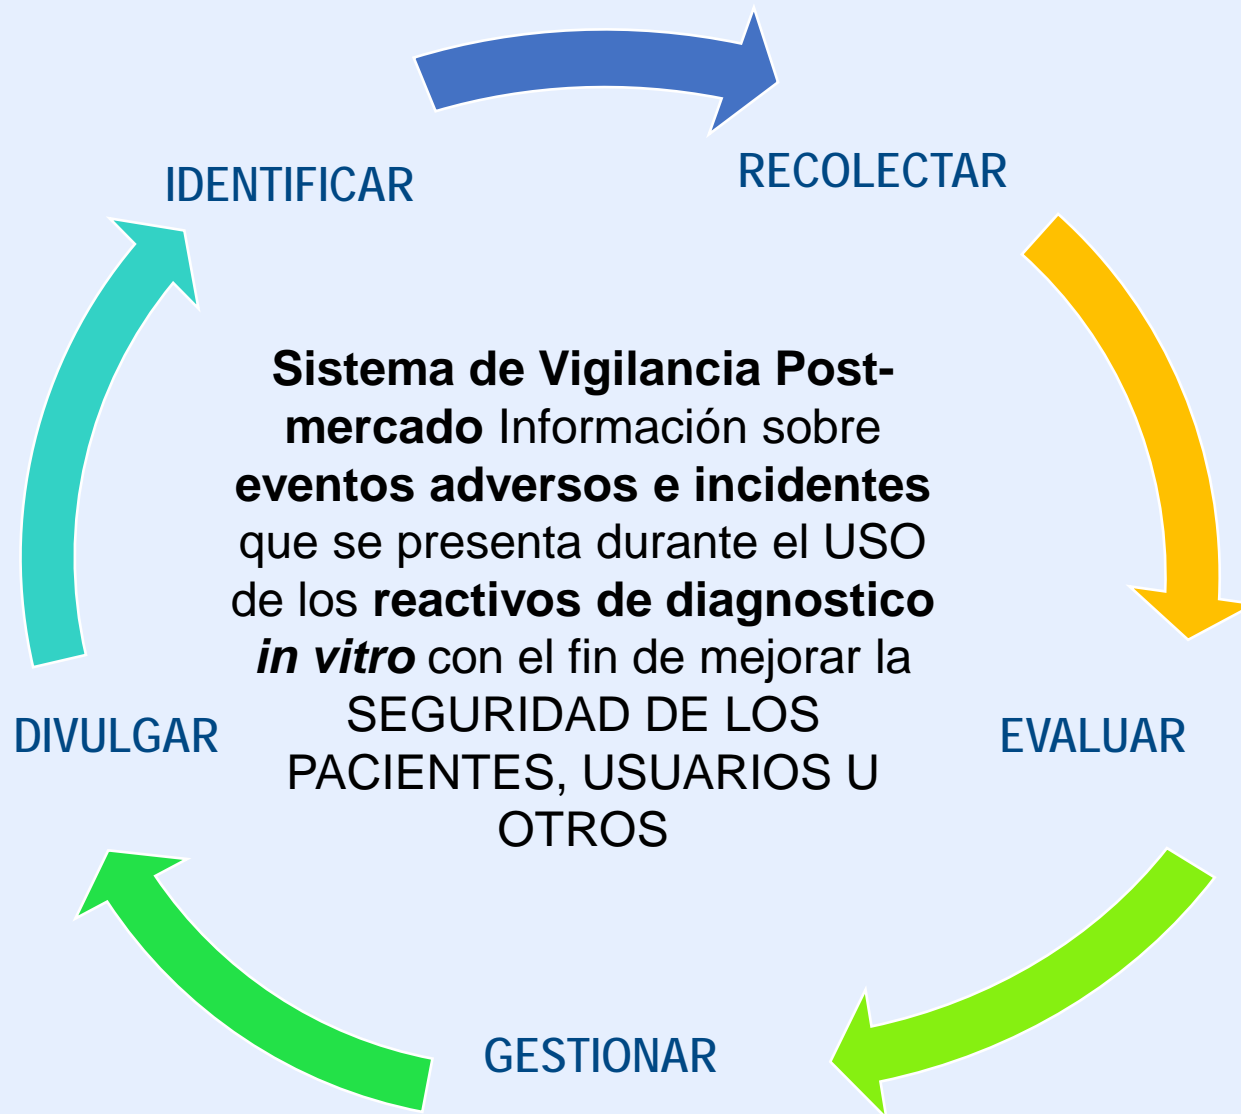 IDENTIFICAR
RECOLECTAR
Sistema de Vigilancia Post-
mercado Información sobre
eventos adversos e incidentes
que se presenta durante el USO
de los reactivos de diagnostico
in vitro con el fin de mejorar la
SEGURIDAD DE LOS
PACIENTES, USUARIOS U
OTROS
DIVULGAR
EVALUAR
GESTIONAR